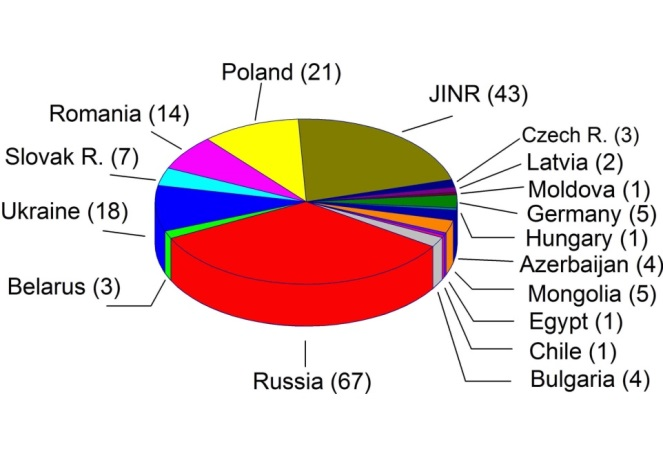 Poland (21)
JINR (43)
Romania (14)
Czech R. (3)
Slovak R. (7)
Latvia (2)
Moldova (1)
Ukraine (18)
Germany (5)
Hungary (1)
Azerbaijan (4)
Belarus (3)
Mongolia (5)
Egypt (1)
Chile (1)
Russia (67)
Bulgaria (4)